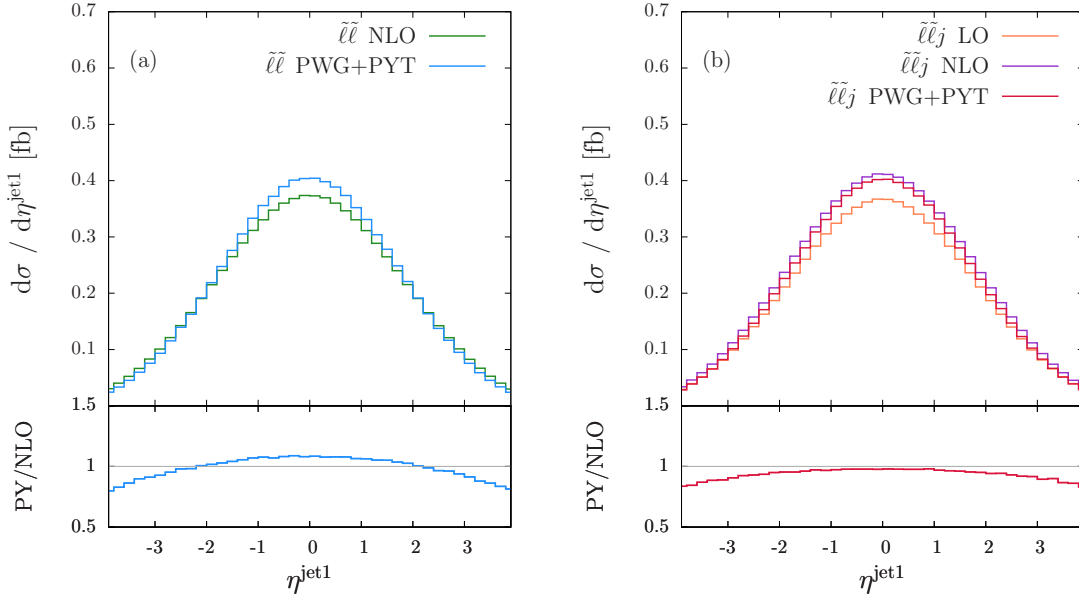 (a)
ℓ̃ℓ̃ NLO
ℓ̃ℓ̃ PWG+PYT
dσ / dη^jet1 [fb]
0.7
0.6
0.5
0.4
0.3
0.2
0.1
1.5
1
0.5
PY/NLO
-3 -2 -1 0 1 2 3
η^jet1
(b)
ℓ̃ℓ̃j LO
ℓ̃ℓ̃j NLO
ℓ̃ℓ̃j PWG+PYT
dσ / dη^jet1 [fb]
0.7
0.6
0.5
0.4
0.3
0.2
0.1
1.5
1
0.5
PY/NLO
-3 -2 -1 0 1 2 3
η^jet1